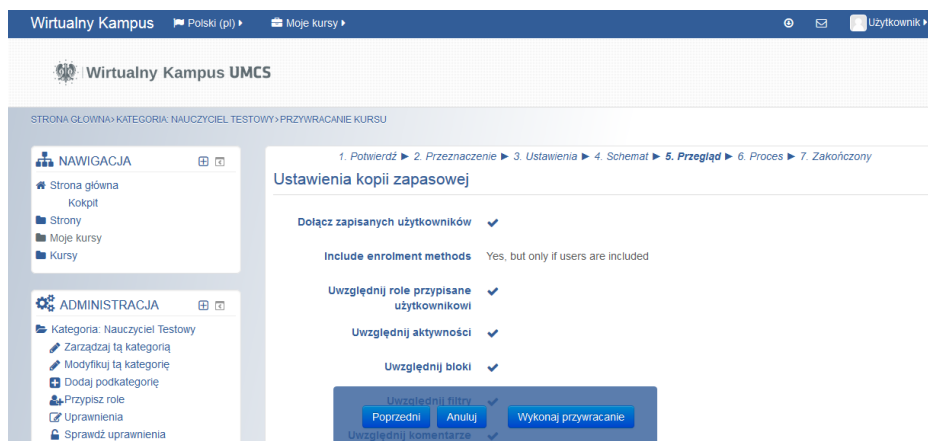 Wirtualny Kampus Polski (pl) Moje kursy Użytkownik
Wirtualny Kampus UMCS
STRONA GŁÓWNA› KATEGORIA: NAUCZYCIEL TESTOWY› PRZYWRACANIE KURSU
NAWIGACJA
Strona główna
Kokpit
Strony
Moje kursy
Kursy
ADMINISTRACJA
Kategoria: Nauczyciel Testowy
Zarządzaj tą kategorią
Modyfikuj tą kategorię
Dodaj podkategorię
Przypisz role
Uprawnienia
Sprawdź uprawnienia
1. Potwierdź ► 2. Przeznaczenie ► 3. Ustawienia ► 4. Schemat ► 5. Przegląd ► 6. Proces ► 7. Zakończony
Ustawienia kopii zapasowej
Dołącz zapisanych użytkowników
Include enrolment methods Yes, but only if users are included
Uwzględnij role przypisane
użytkownikowi
Uwzględnij aktywności
Uwzględnij bloki
Uwzględnij filtry
Poprzedni Anuluj Wykonaj przywracanie
Uwzględnij komentarze